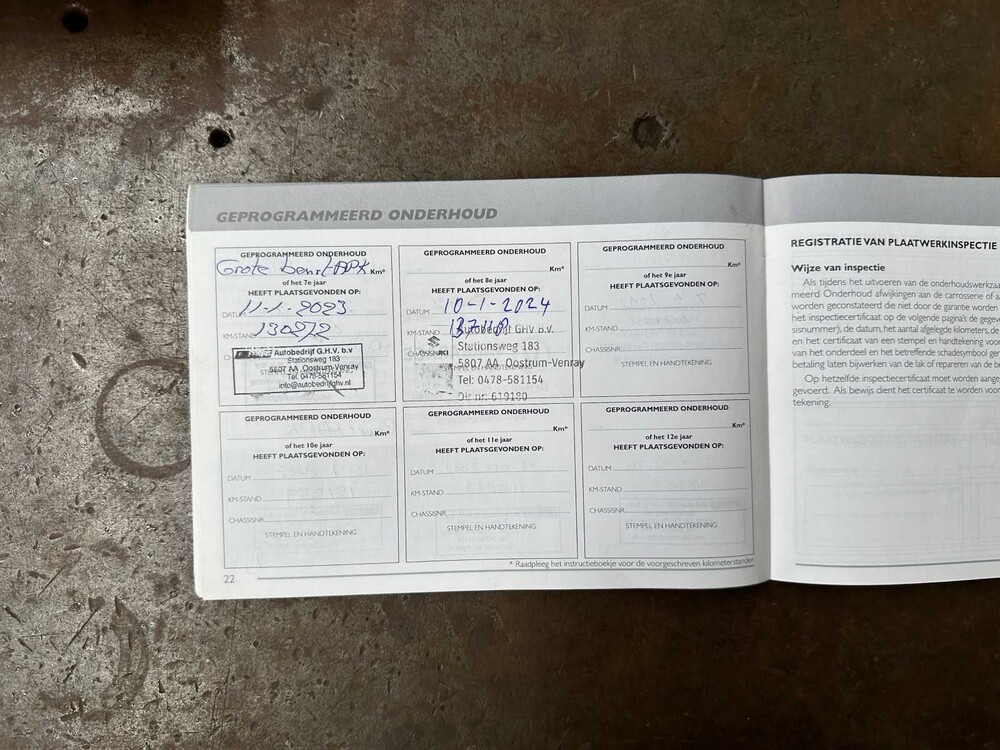 GEPROGRAMMEERD ONDERHOUD
GEPROGRAMMEERD ONDERHOUD
Grote beurt APK Km*
of het 7e jaar
HEEFT PLAATSGEVONDEN OP:
DATUM 11-1-2023
KM-STAND
Autobedrijf G.H.V. b.v
Stationsweg 183
5807 AA Oostrum-Venray
Tel. 0478-581154
info@autobedrijfghv.nl
GEPROGRAMMEERD ONDERHOUD
Km*
of het 8e jaar
HEEFT PLAATSGEVONDEN OP:
DATUM 10-1-2024
KM-STAND
CHASSISNR
Autobedrijf GHV b.v.
Stationsweg 183
5807 AA Oostrum-Venray
Tel: 0478-581154
Dlr nr: 619180
GEPROGRAMMEERD ONDERHOUD
Km*
of het 9e jaar
HEEFT PLAATSGEVONDEN OP:
DATUM
KM-STAND
CHASSISNR.
STEMPEL EN HANDTEKENING
GEPROGRAMMEERD ONDERHOUD
Km*
of het 10e jaar
HEEFT PLAATSGEVONDEN OP:
DATUM
KM-STAND
CHASSISNR.
STEMPEL EN HANDTEKENING
GEPROGRAMMEERD ONDERHOUD
Km*
of het 11e jaar
HEEFT PLAATSGEVONDEN OP:
DATUM
KM-STAND
CHASSISNR.
STEMPEL EN HANDTEKENING
GEPROGRAMMEERD ONDERHOUD
Km*
of het 12e jaar
HEEFT PLAATSGEVONDEN OP:
DATUM
KM-STAND
CHASSISNR.
STEMPEL EN HANDTEKENING
* Raadpleeg het instructieboekje voor de voorgeschreven kilometerstanden
22
REGISTRATIE VAN PLAATWERKINSPECTIE
Wijze van inspectie
Als tijdens het uitvoeren van de onderhoudswerkzaa
meerd Onderhoud afwijkingen aan de carrosserie of a
worden geconstateerd die niet door de garantie worden
het inspectiecertificaat op de volgende pagina's de gegev
sisnummer), de datum, het aantal afgelegde kilometers, de
en het certificaat van een stempel en handtekening voor
van het onderdeel en het betreffende schadesymbool ger
betaling laten bijwerken van de lak of repareren van de be
Op hetzelfde inspectiecertificaat moet worden aange
gevoerd. Als bewijs dient het certificaat te worden voor
tekening.